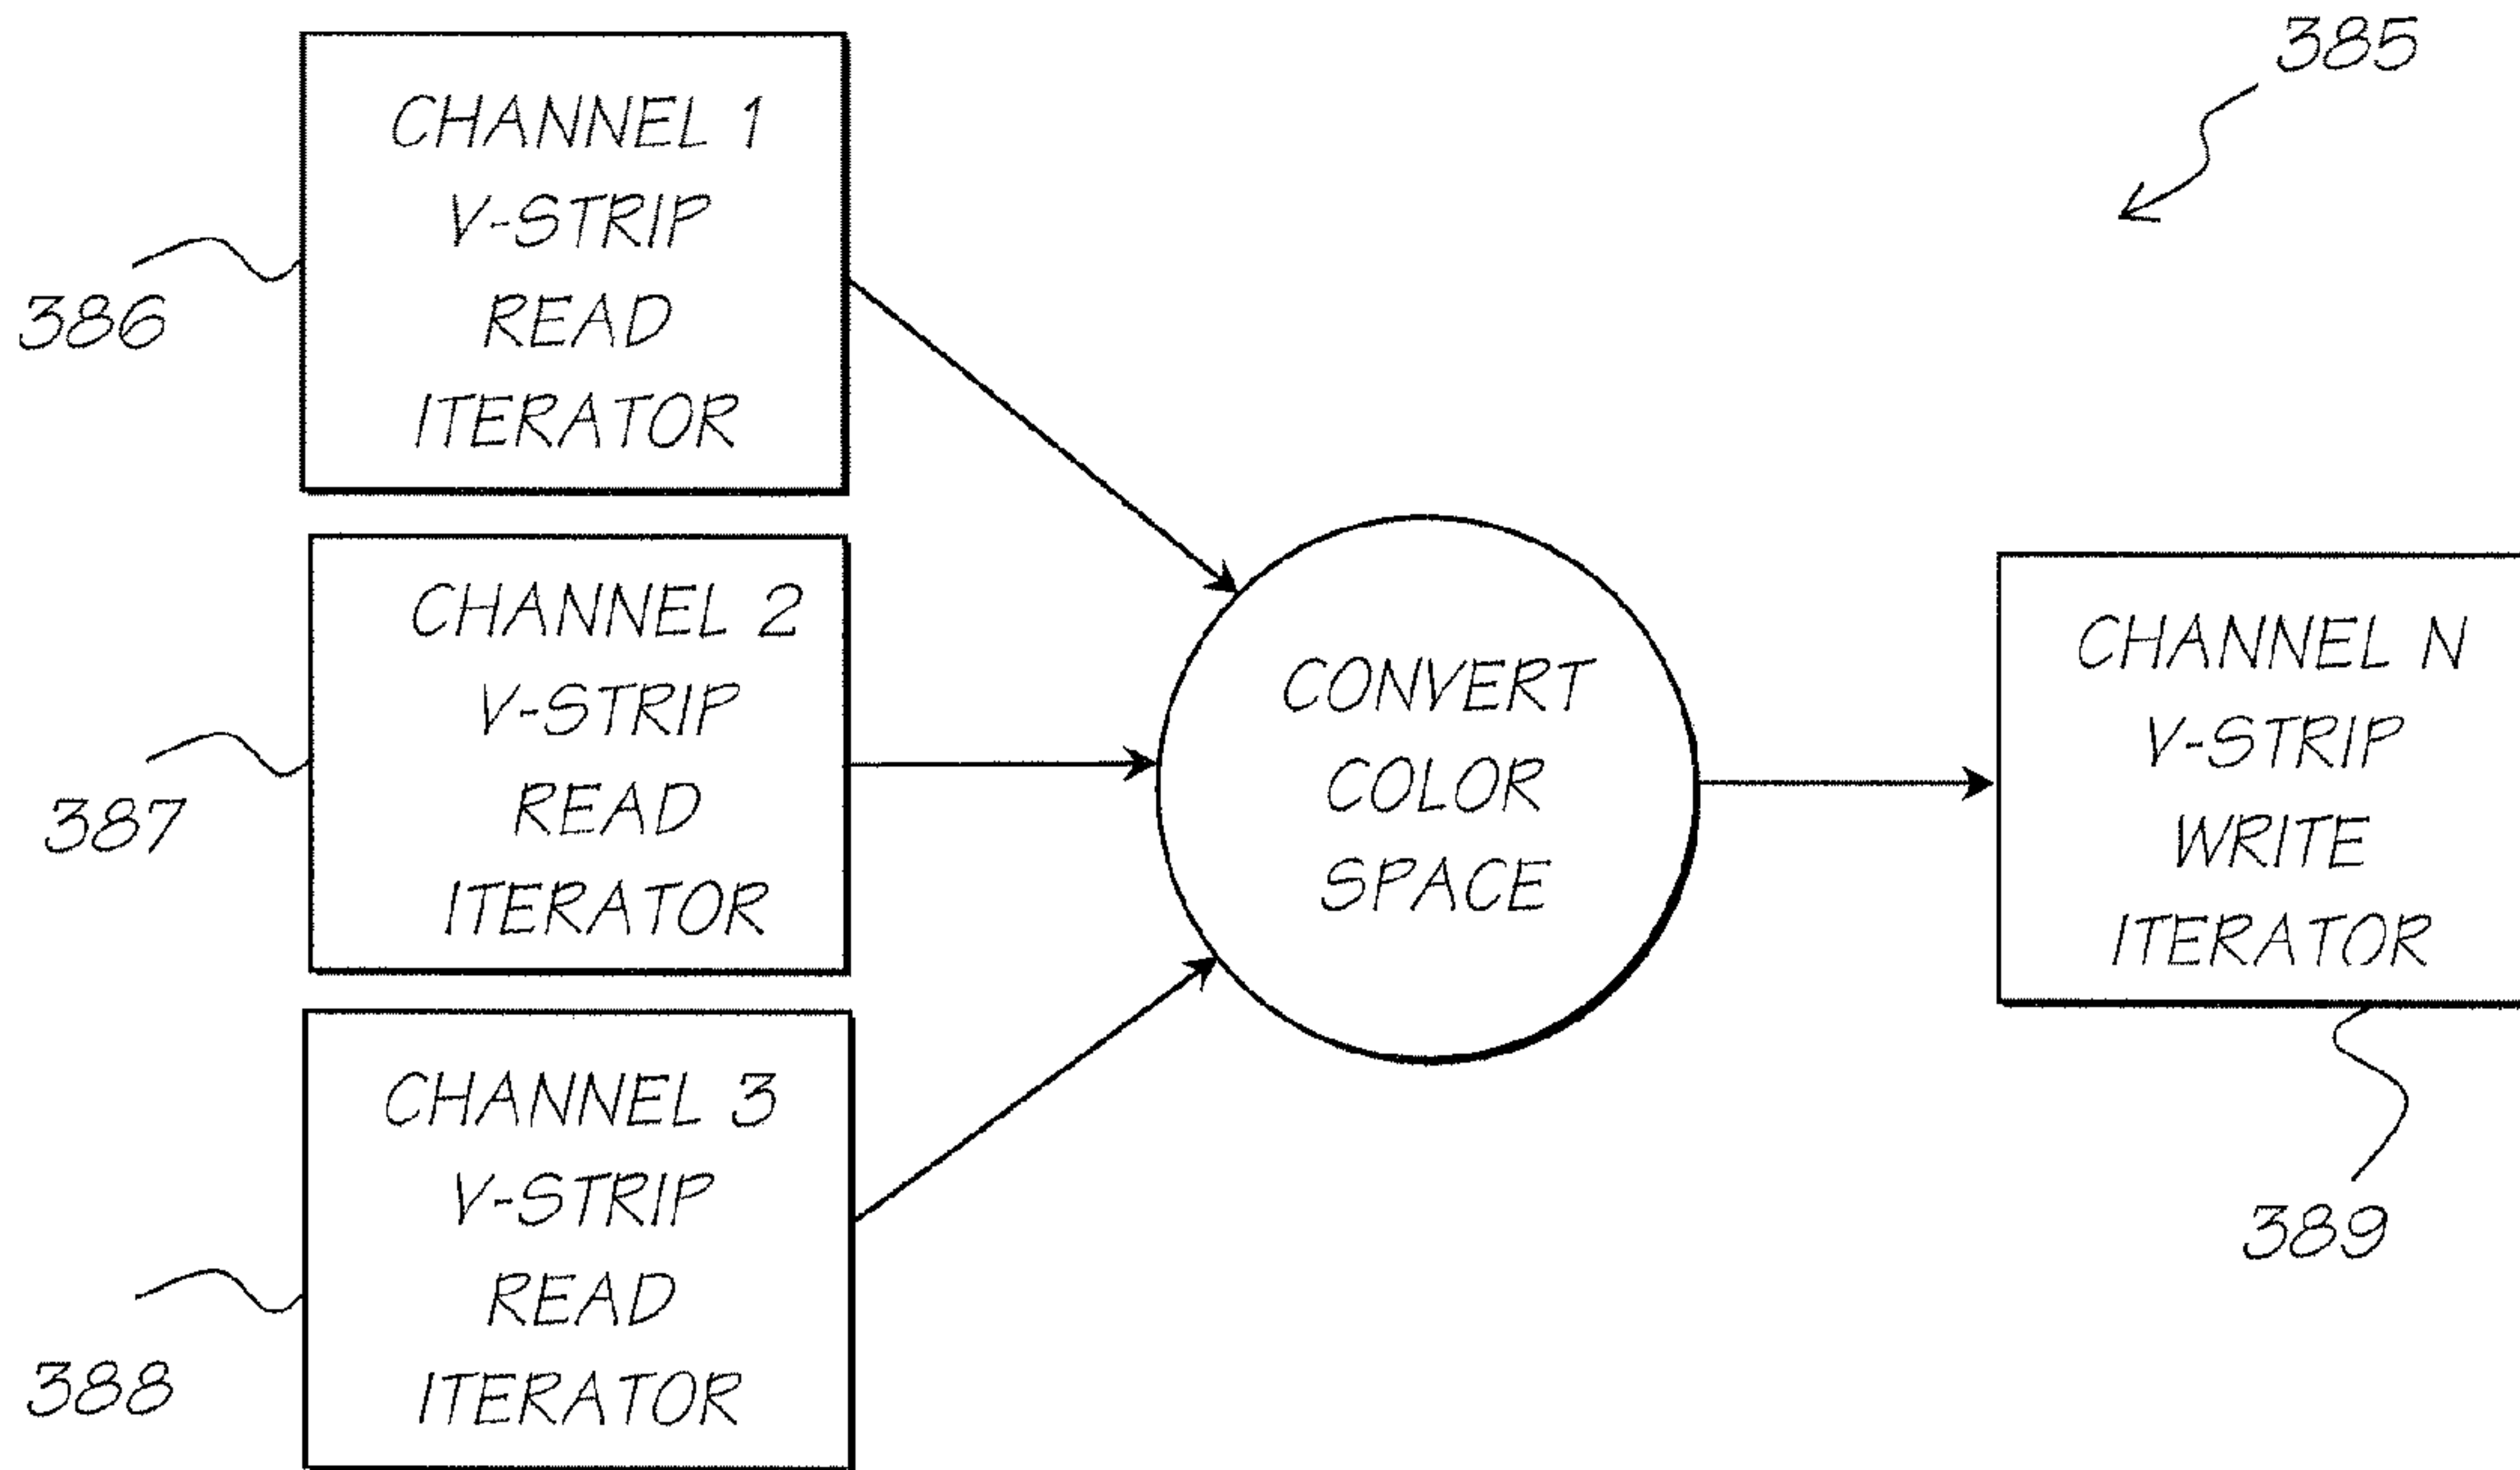 385
CHANNEL 1
V-STRIP
READ
ITERATOR
386
CHANNEL 2
V-STRIP
READ
ITERATOR
387
CHANNEL 3
V-STRIP
READ
ITERATOR
388
CONVERT
COLOR
SPACE
CHANNEL N
V-STRIP
WRITE
ITERATOR
389